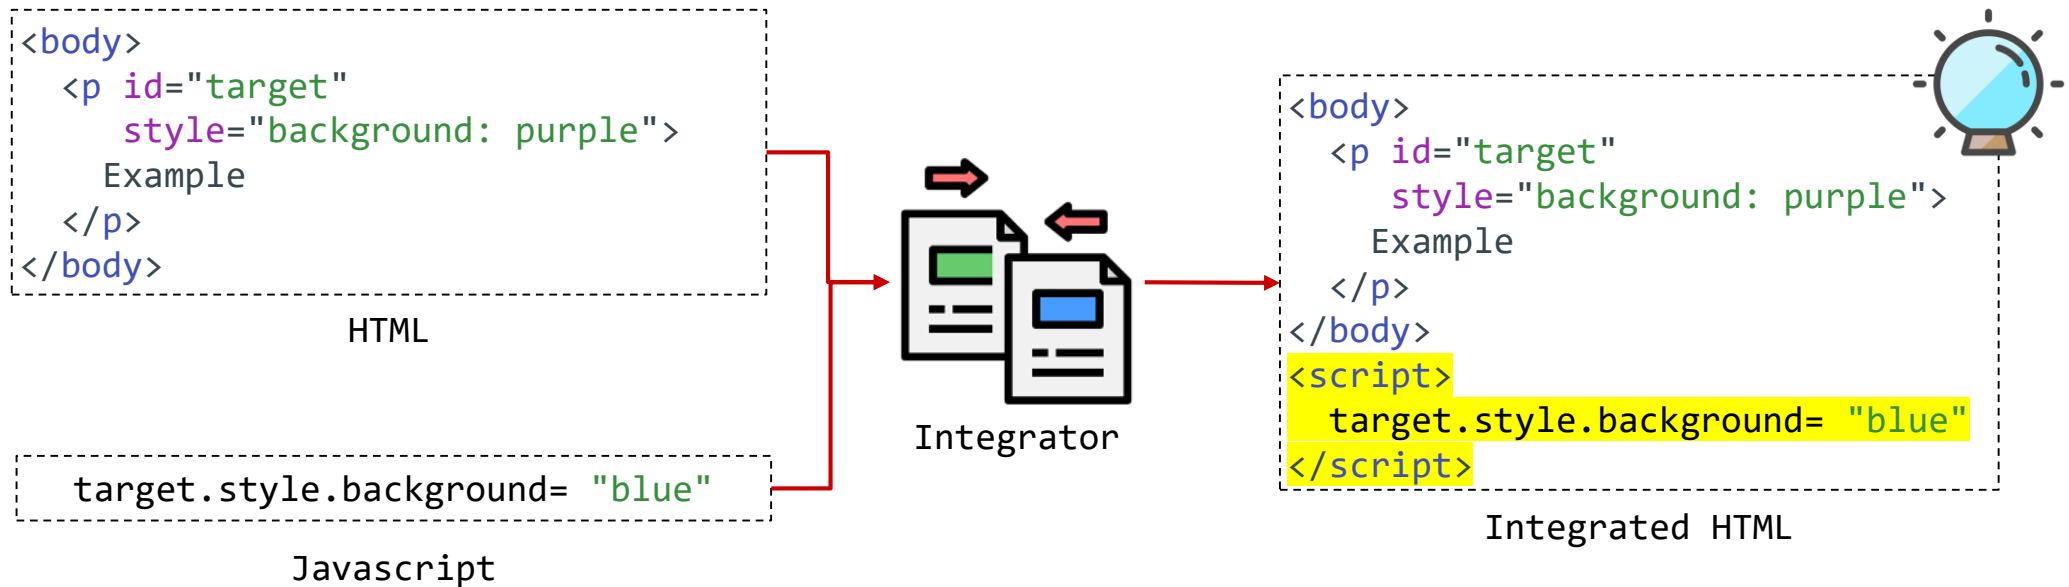 <body>
  <p id="target"
     style="background: purple">
    Example
  </p>
</body>
HTML
target.style.background= "blue"
Javascript
Integrator
<body>
  <p id="target"
     style="background: purple">
    Example
  </p>
</body>
<script>
  target.style.background= "blue"
</script>
Integrated HTML